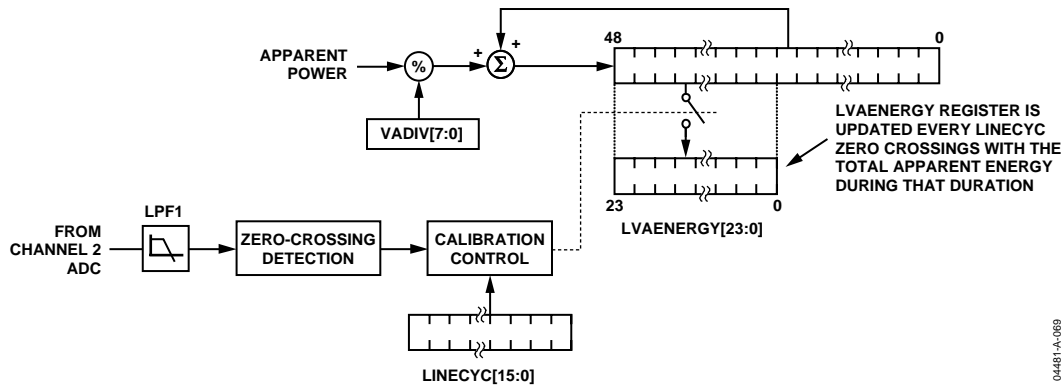 48
0
APPARENT
POWER
%
+
+
Σ
VADIV[7:0]
LVAENERGY REGISTER IS
UPDATED EVERY LINECYC
ZERO CROSSINGS WITH THE
TOTAL APPARENT ENERGY
DURING THAT DURATION
23
0
LVAENERGY[23:0]
LPF1
FROM
CHANNEL 2
ADC
ZERO-CROSSING
DETECTION
CALIBRATION
CONTROL
LINECYC[15:0]
04481-A-069